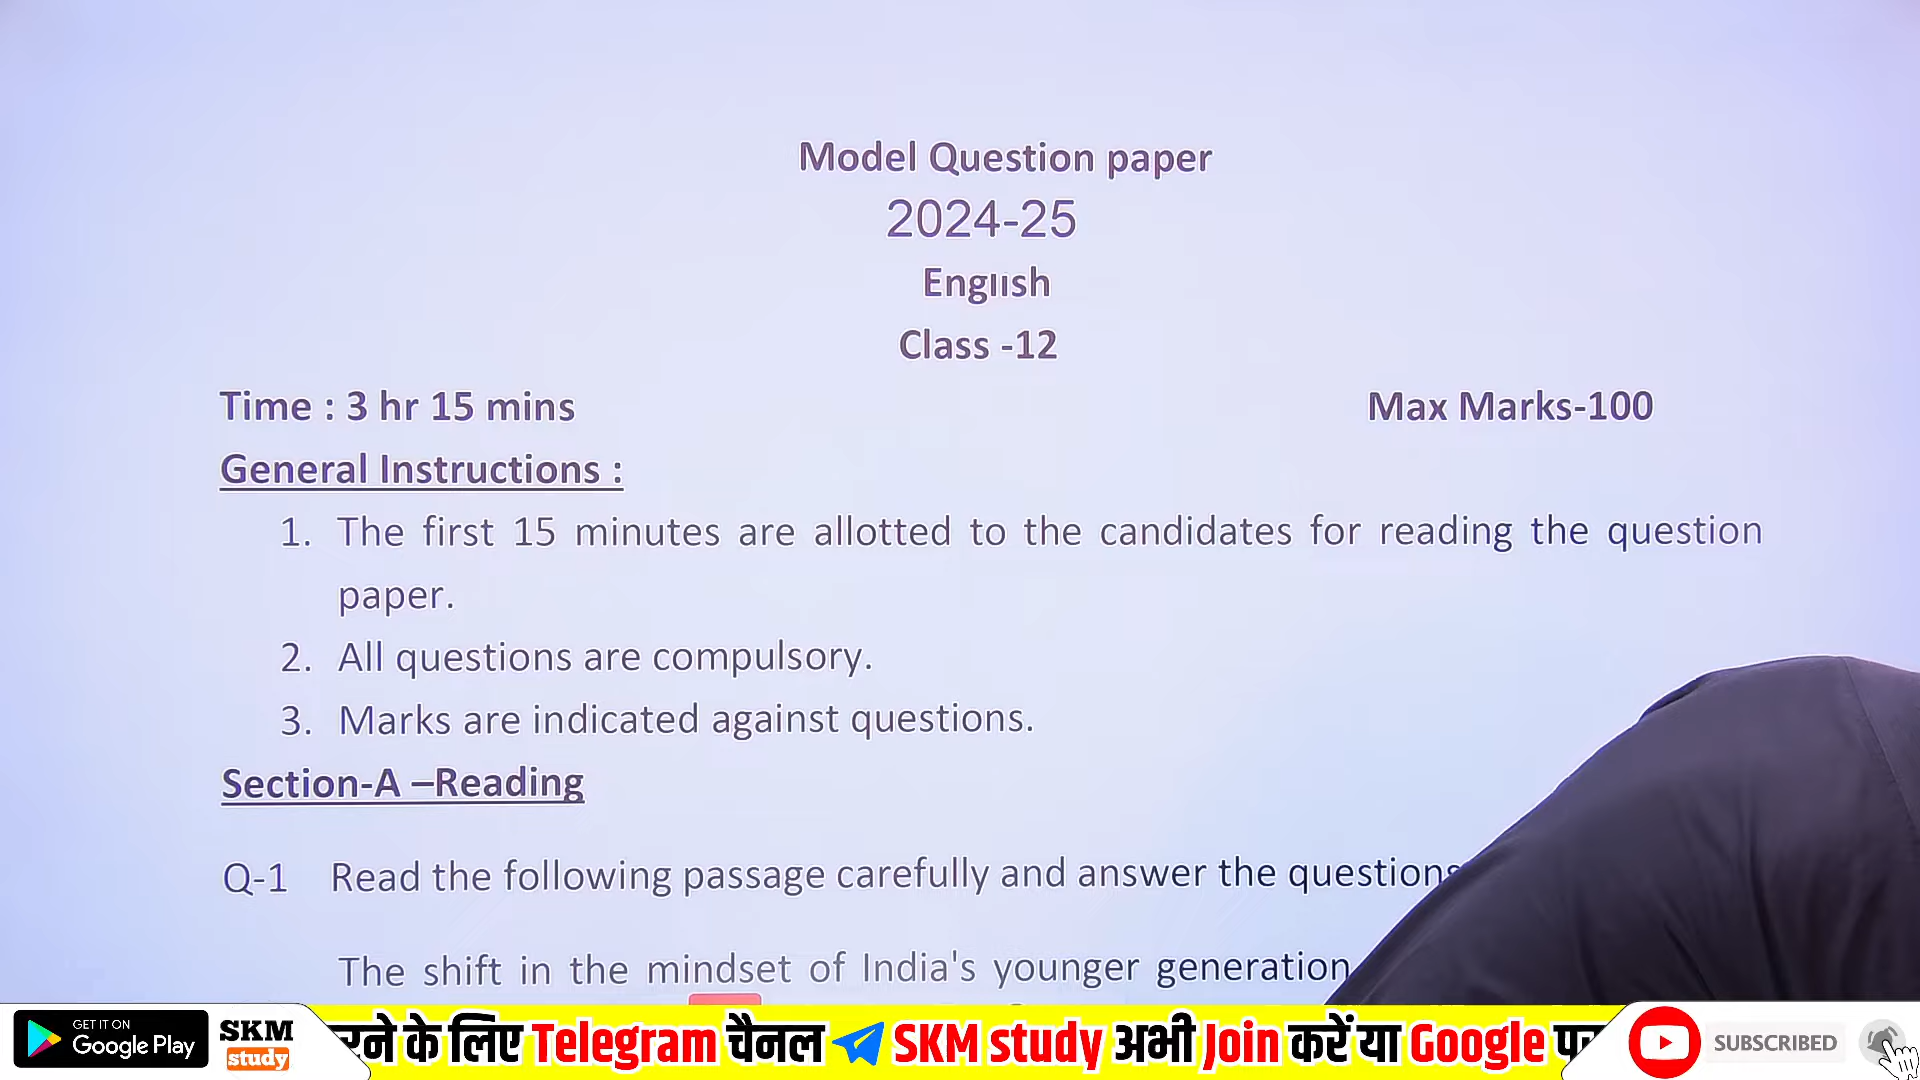 Model Question paper
2024-25
English
Class -12
Time : 3 hr 15 mins
Max Marks-100
General Instructions :
1. The first 15 minutes are allotted to the candidates for reading the question
paper.
2. All questions are compulsory.
3. Marks are indicated against questions.
Section-A –Reading
Q-1 Read the following passage carefully and answer the questions
The shift in the mindset of India's younger generation
GET IT ON
Google Play
SKM
study
के लिए Telegram चैनल SKM study अभी Join करें या Google
SUBSCRIBED